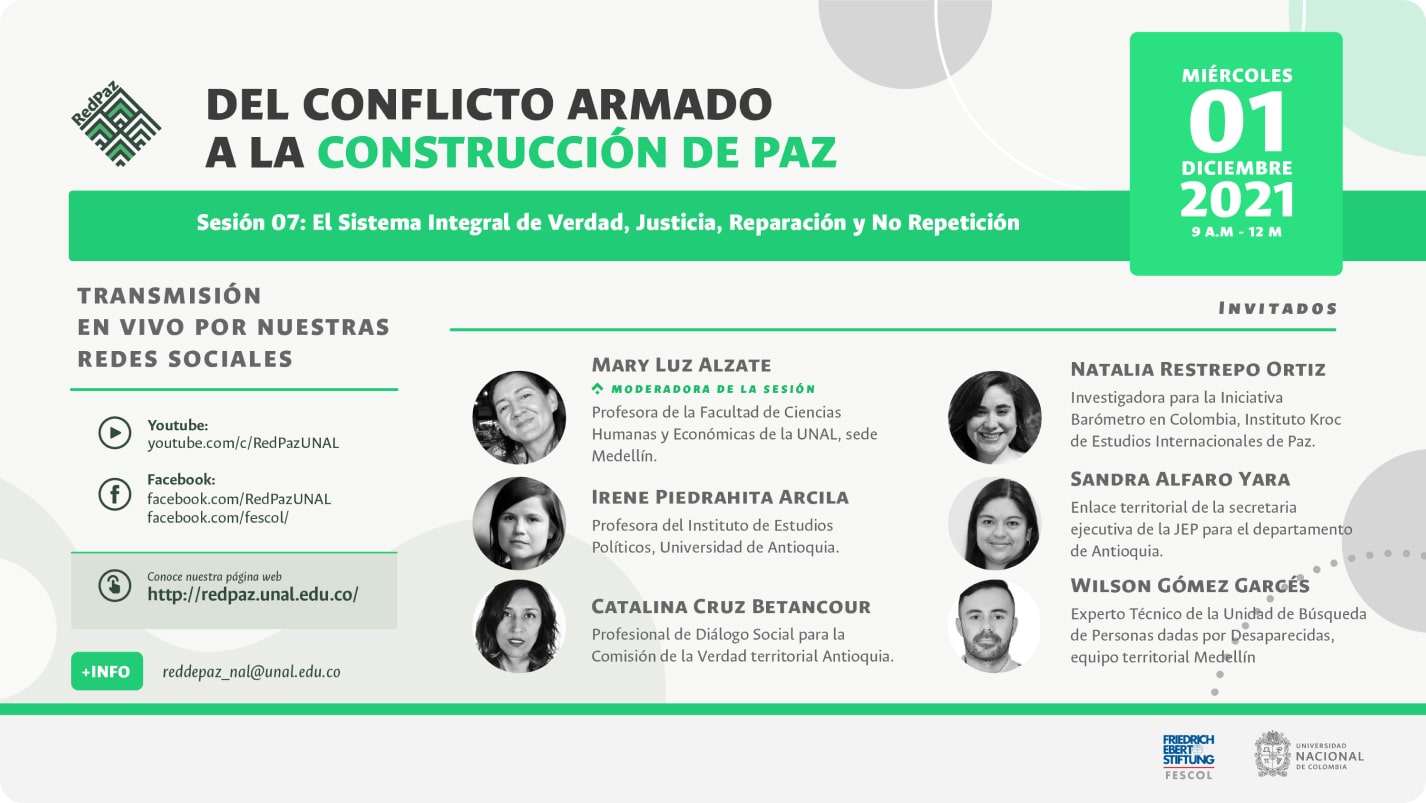 RedPaz
DEL CONFLICTO ARMADO
A LA CONSTRUCCIÓN DE PAZ
MIÉRCOLES
01
DICIEMBRE
2021
9 A.M - 12 M
Sesión 07: El Sistema Integral de Verdad, Justicia, Reparación y No Repetición
TRANSMISIÓN
EN VIVO POR NUESTRAS
REDES SOCIALES
Youtube:
youtube.com/c/RedPazUNAL
Facebook:
facebook.com/RedPazUNAL
facebook.com/fescol/
Conoce nuestra página web
http://redpaz.unal.edu.co/
+INFO reddepaz_nal@unal.edu.co
INVITADOS
MARY LUZ ALZATE
MODERADORA DE LA SESIÓN
Profesora de la Facultad de Ciencias
Humanas y Económicas de la UNAL, sede
Medellín.
IRENE PIEDRAHITA ARCILA
Profesora del Instituto de Estudios
Políticos, Universidad de Antioquia.
CATALINA CRUZ BETANCOUR
Profesional de Diálogo Social para la
Comisión de la Verdad territorial Antioquia.
NATALIA RESTREPO ORTIZ
Investigadora para la Iniciativa
Barómetro en Colombia, Instituto Kroc
de Estudios Internacionales de Paz.
SANDRA ALFARO YARA
Enlace territorial de la secretaria
ejecutiva de la JEP para el departamento
de Antioquia.
WILSON GÓMEZ GARCÉS
Experto Técnico de la Unidad de Búsqueda
de Personas dadas por Desaparecidas,
equipo territorial Medellín
FRIEDRICH
EBERT
STIFTUNG
FESCOL
UNIVERSIDAD
NACIONAL
DE COLOMBIA